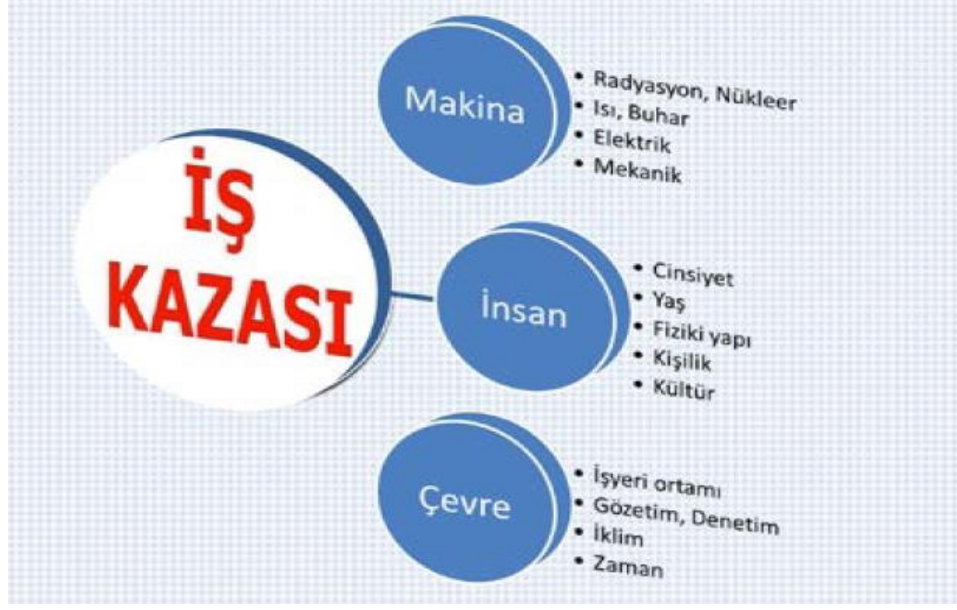 İŞ
KAZASI
Makina
• Radyasyon, Nükleer
• Isı, Buhar
• Elektrik
• Mekanik
İnsan
• Cinsiyet
• Yaş
• Fiziki yapı
• Kişilik
• Kültür
Çevre
• İşyeri ortamı
• Gözetim, Denetim
• İklim
• Zaman